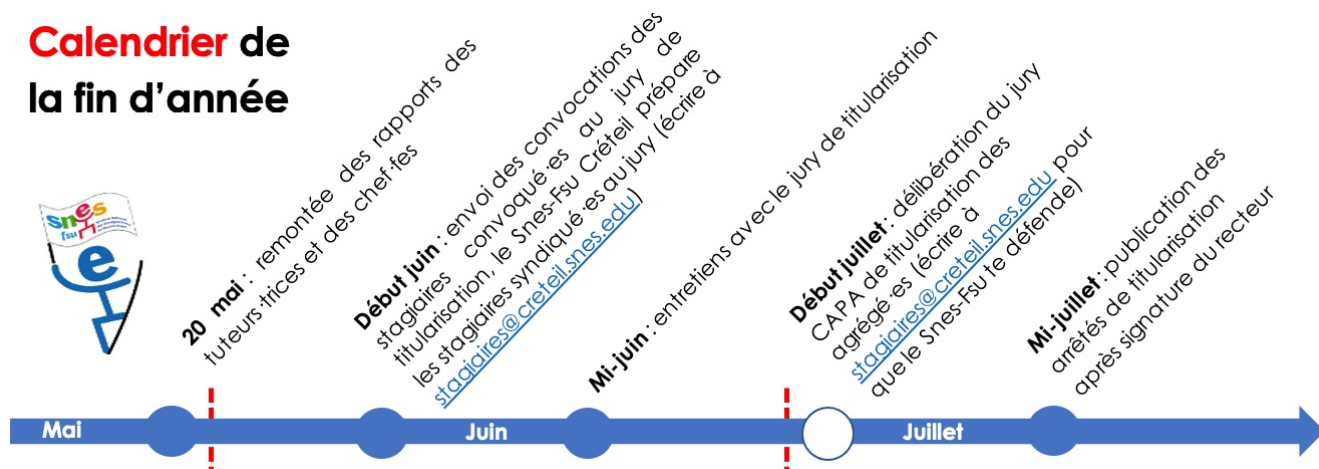 Calendrier de
la fin d'année
snes
fsu
e
20 mai : remontée des rapports des
tuteurs·trices et des chef·fes
Début juin : envoi des convocations des
stagiaires convoqué·es au jury de
titularisation, le Snes-Fsu Créteil prépare
les stagiaires syndiqué·es au jury (écrire à
stagiaires@creteil.snes.edu)
Mi-juin : entretiens avec le jury de titularisation
Début juillet : délibération du jury
CAPA de titularisation des
agrégé·es (écrire à
stagiaires@creteil.snes.edu pour
que le Snes-Fsu te défende)
Mi-juillet : publication des
arrêtés de titularisation
après signature du recteur
Mai
Juin
Juillet